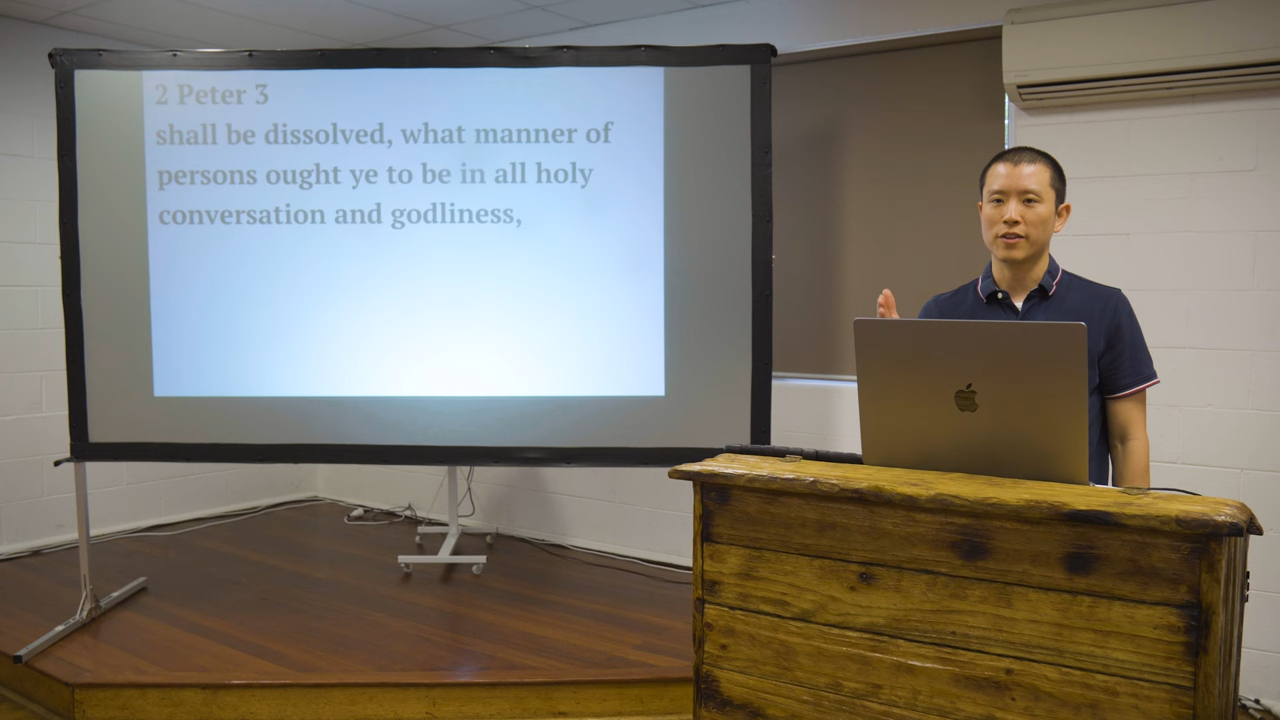 2 Peter 3
shall be dissolved, what manner of
persons ought ye to be in all holy
conversation and godliness,